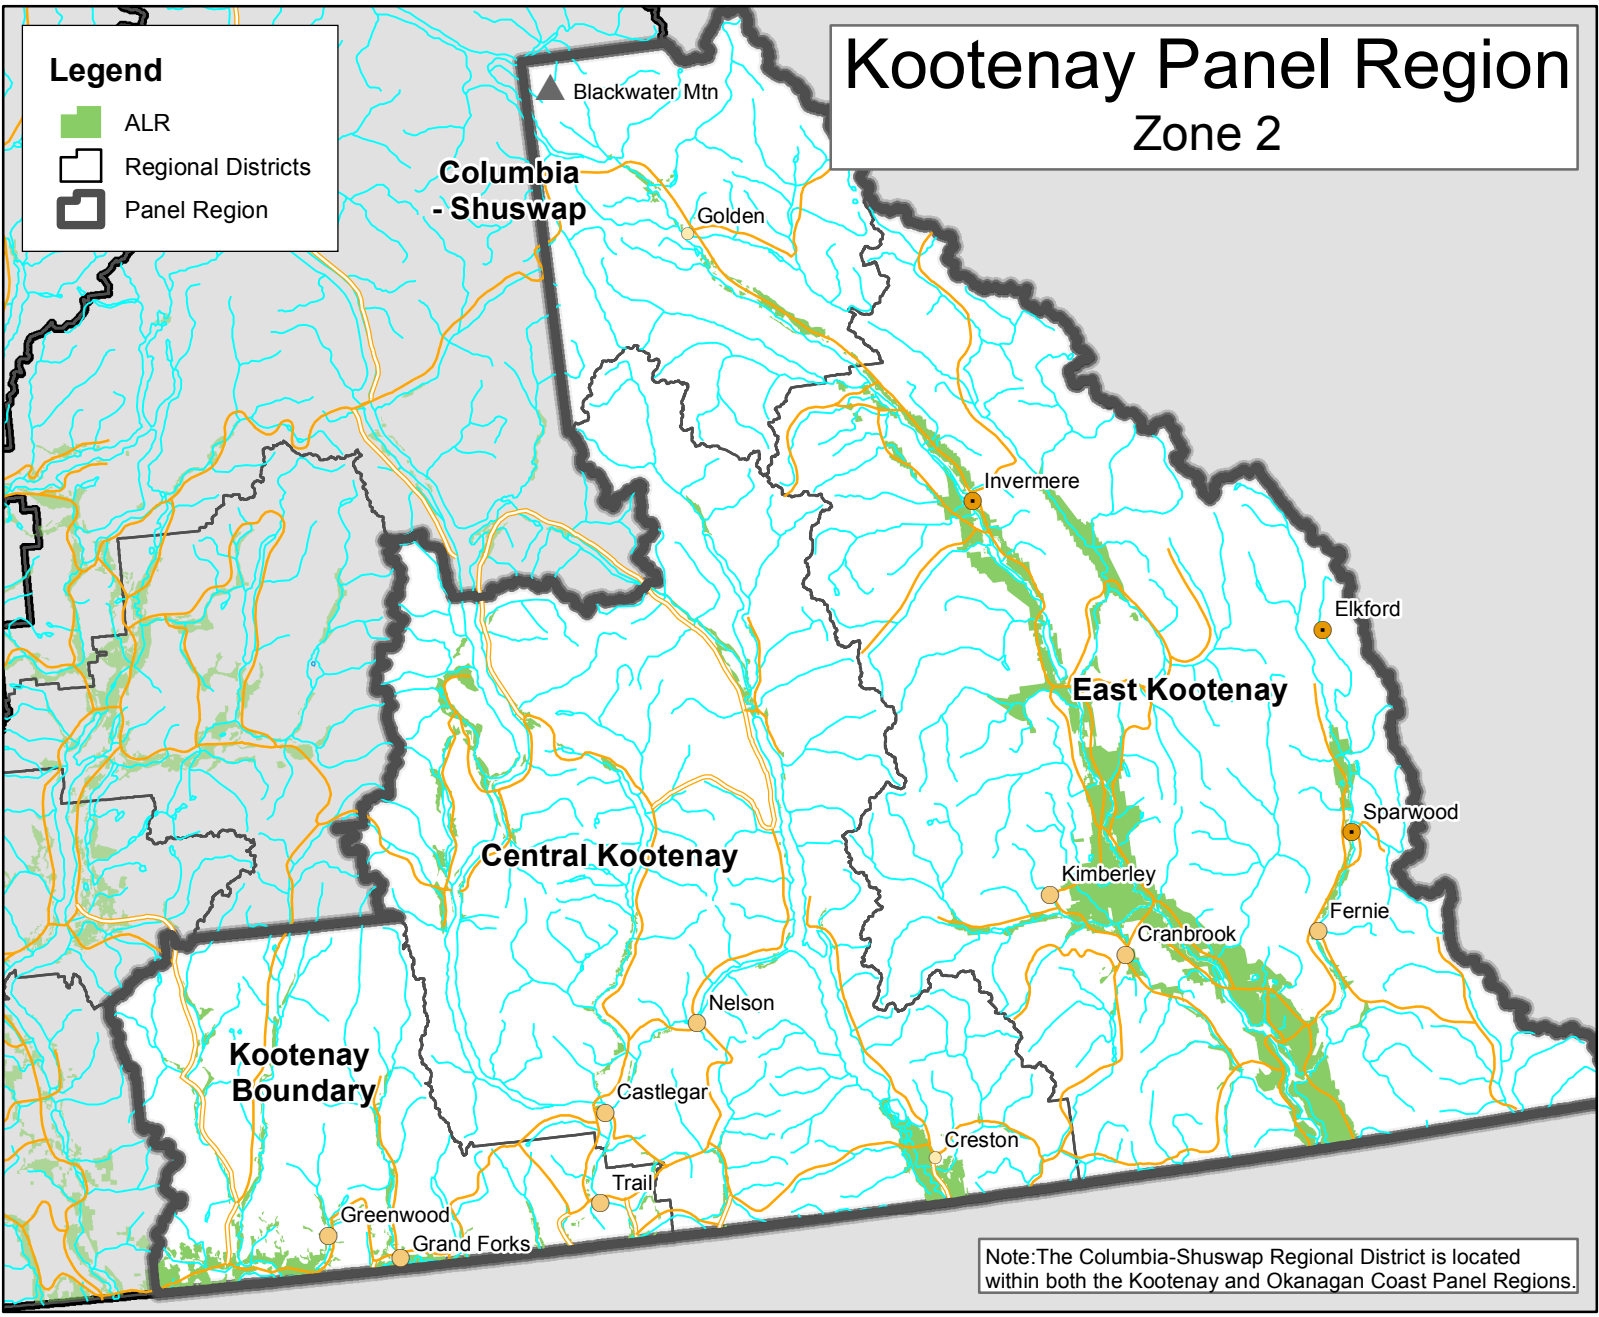 Kootenay Panel Region
Zone 2
Legend
ALR
Regional Districts
Panel Region
Blackwater Mtn
Columbia
- Shuswap
Golden
Invermere
Elkford
East Kootenay
Sparwood
Central Kootenay
Kimberley
Fernie
Cranbrook
Nelson
Kootenay
Boundary
Castlegar
Creston
Trail
Greenwood
Grand Forks
Note:The Columbia-Shuswap Regional District is located
within both the Kootenay and Okanagan Coast Panel Regions.